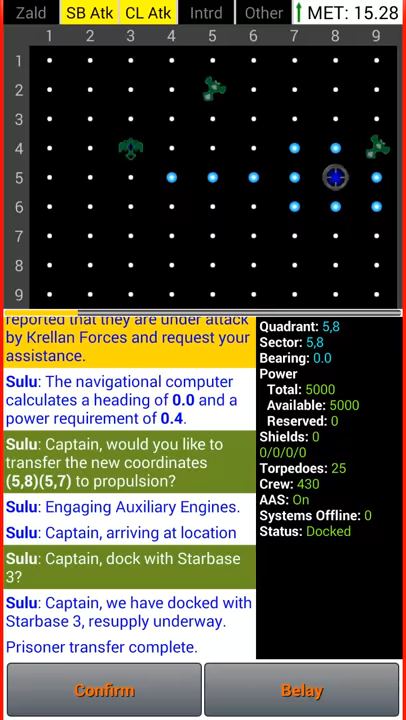 Zald SB Atk CL Atk Intrd Other MET: 15.28
1 2 3 4 5 6 7 8 9
1
2
3
4
5
6
7
8
9
reported that they are under attack
by Krellan Forces and request your
assistance.
Sulu: The navigational computer
calculates a heading of 0.0 and a
power requirement of 0.4.
Sulu: Captain, would you like to
transfer the new coordinates
(5,8)(5,7) to propulsion?
Sulu: Engaging Auxiliary Engines.
Sulu: Captain, arriving at location
Sulu: Captain, dock with Starbase
3?
Sulu: Captain, we have docked with
Starbase 3, resupply underway.
Prisoner transfer complete.
Quadrant: 5,8
Sector: 5,8
Bearing: 0.0
Power
Total: 5000
Available: 5000
Reserved: 0
Shields: 0
0/0/0/0
Torpedoes: 25
Crew: 430
AAS: On
Systems Offline: 0
Status: Docked
Confirm Belay